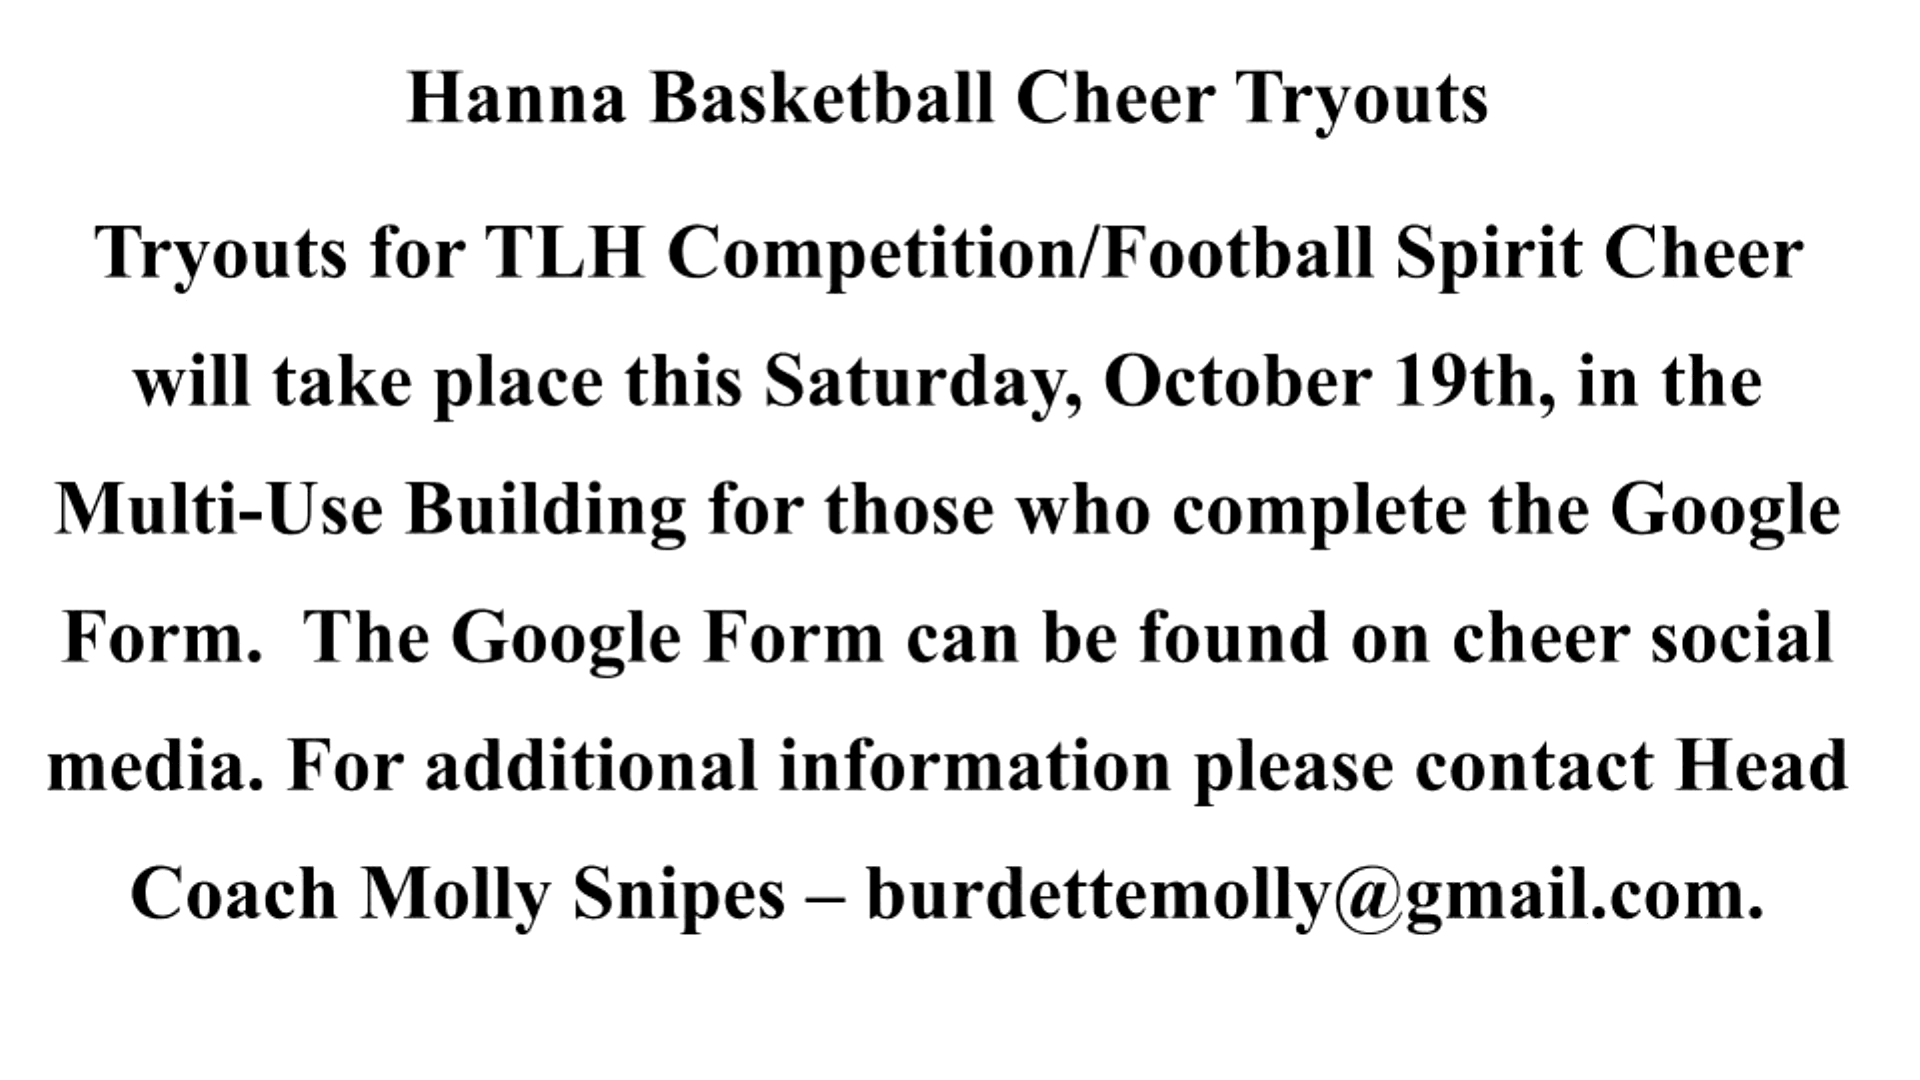 Hanna Basketball Cheer Tryouts
Tryouts for TLH Competition/Football Spirit Cheer
will take place this Saturday, October 19th, in the
Multi-Use Building for those who complete the Google
Form.  The Google Form can be found on cheer social
media. For additional information please contact Head
Coach Molly Snipes – burdettemolly@gmail.com.